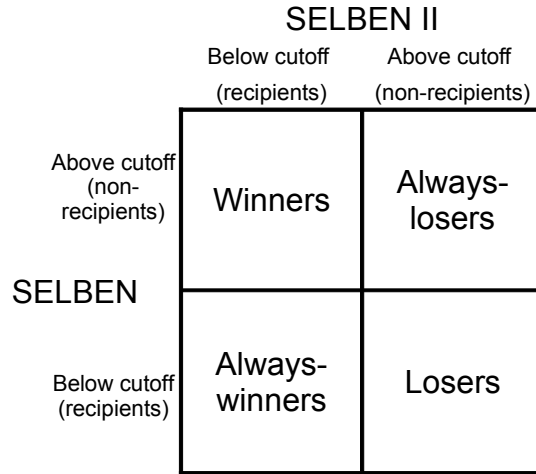 SELBEN II
Below cutoff
(recipients)
Above cutoff
(non-recipients)
Above cutoff
(non-
recipients)
Winners
Always-
losers
SELBEN
Below cutoff
(recipients)
Always-
winners
Losers